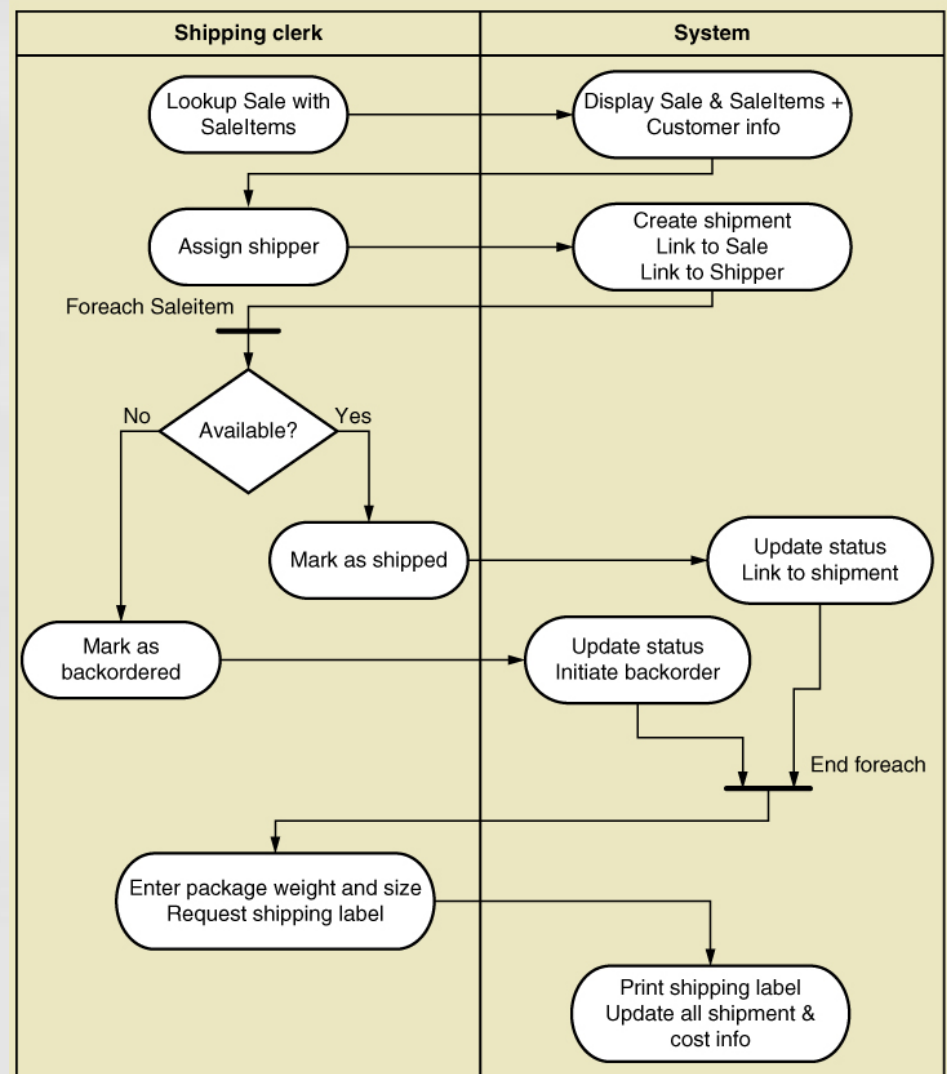 Shipping clerk
System
Lookup Sale with
SaleItems
Display Sale & SaleItems +
Customer info
Assign shipper
Create shipment
Link to Sale
Link to Shipper
Foreach Saleitem
No
Available?
Yes
Mark as shipped
Update status
Link to shipment
Mark as
backordered
Update status
Initiate backorder
End foreach
Enter package weight and size
Request shipping label
Print shipping label
Update all shipment &
cost info